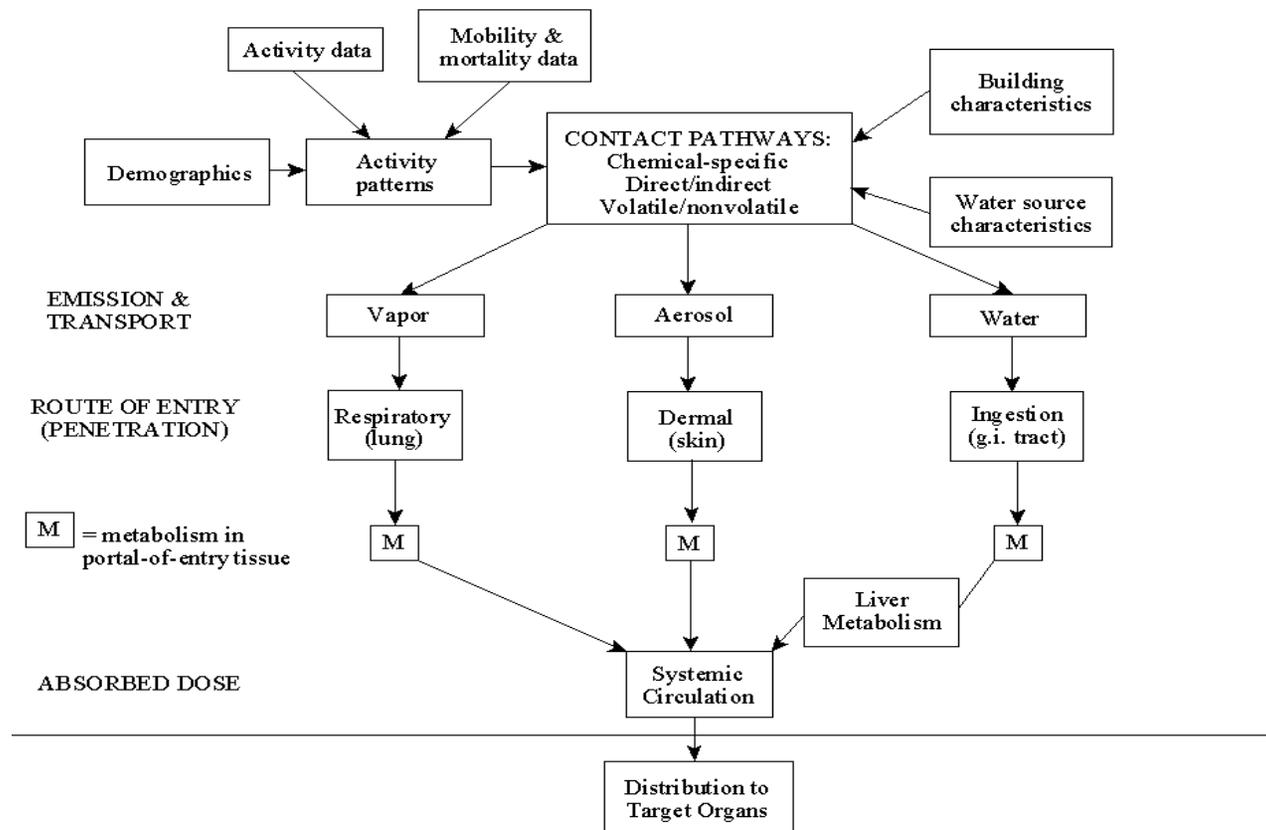 Activity data
Mobility &
mortality data
Building
characteristics
Demographics
Activity
patterns
CONTACT PATHWAYS:
Chemical-specific
Direct/indirect
Volatile/nonvolatile
Water source
characteristics
EMISSION &
TRANSPORT
Vapor
Aerosol
Water
ROUTE OF ENTRY
(PENETRATION)
Respiratory
(lung)
Dermal
(skin)
Ingestion
(g.i. tract)
M
= metabolism in
portal-of-entry tissue
M
M
M
Liver
Metabolism
ABSORBED DOSE
Systemic
Circulation
Distribution to
Target Organs